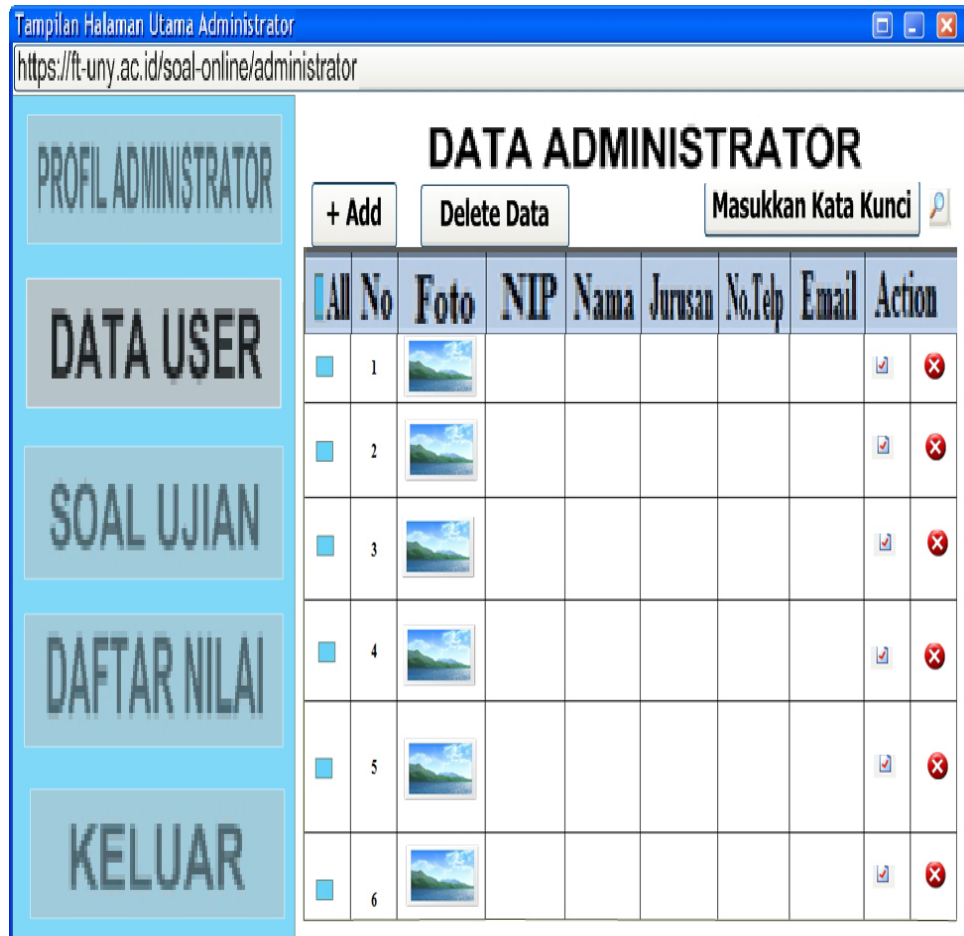 Tampilan Halaman Utama Administrator
https://ft-uny.ac.id/soal-online/administrator
PROFIL ADMINISTRATOR
DATA USER
SOAL UJIAN
DAFTAR NILAI
KELUAR
DATA ADMINISTRATOR
+ Add Delete Data Masukkan Kata Kunci
All No Foto NIP Nama Jurusan No.Telp Email Action
1
2
3
4
5
6